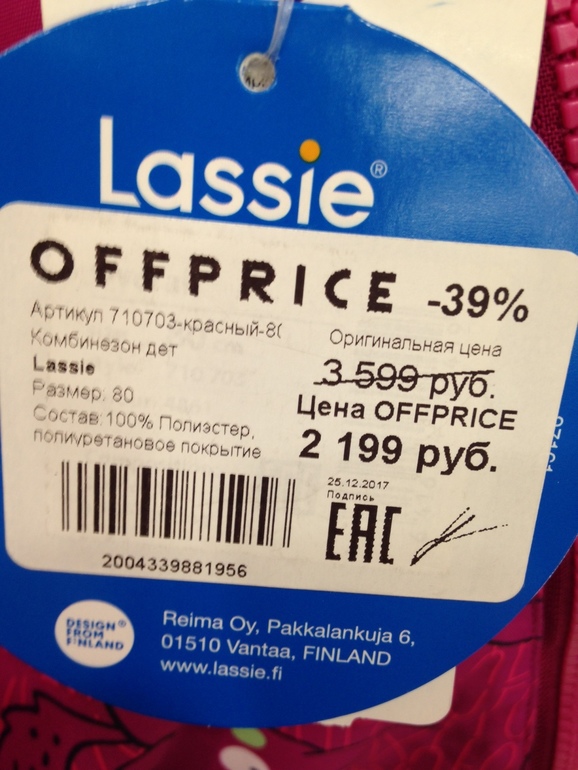 Lassie®
OFFPRICE -39%
Артикул 710703-красный-80
Комбинезон дет
Lassie
Размер: 80
Состав:100% Полиэстер,
полиуретановое покрытие
Оригинальная цена
3 599 руб.
Цена OFFPRICE
2 199 руб.
25.12.2017
Подпись
EAC
2004339881956
DESIGN®
FROM
FINLAND
Reima Oy, Pakkalankuja 6,
01510 Vantaa, FINLAND
www.lassie.fi